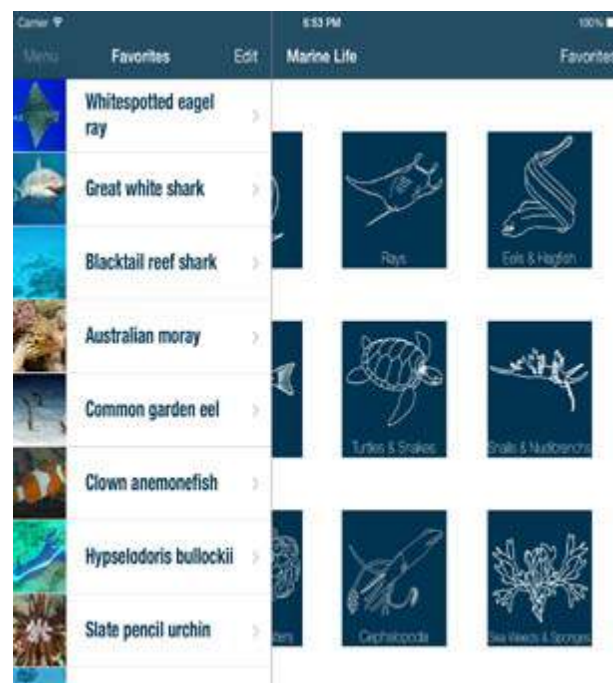 Carrier
6:53 PM
100%
Menu
Favorites
Edit
Marine Life
Favorites
Whitespotted eagel
ray
Great white shark
Blacktail reef shark
Australian moray
Common garden eel
Clown anemonefish
Hypselodoris bullockii
Slate pencil urchin
Rays
Eels & Hagfish
Turtles & Snakes
Snails & Nudibranchs
Cephalopoda
Sea Weeds & Sponges